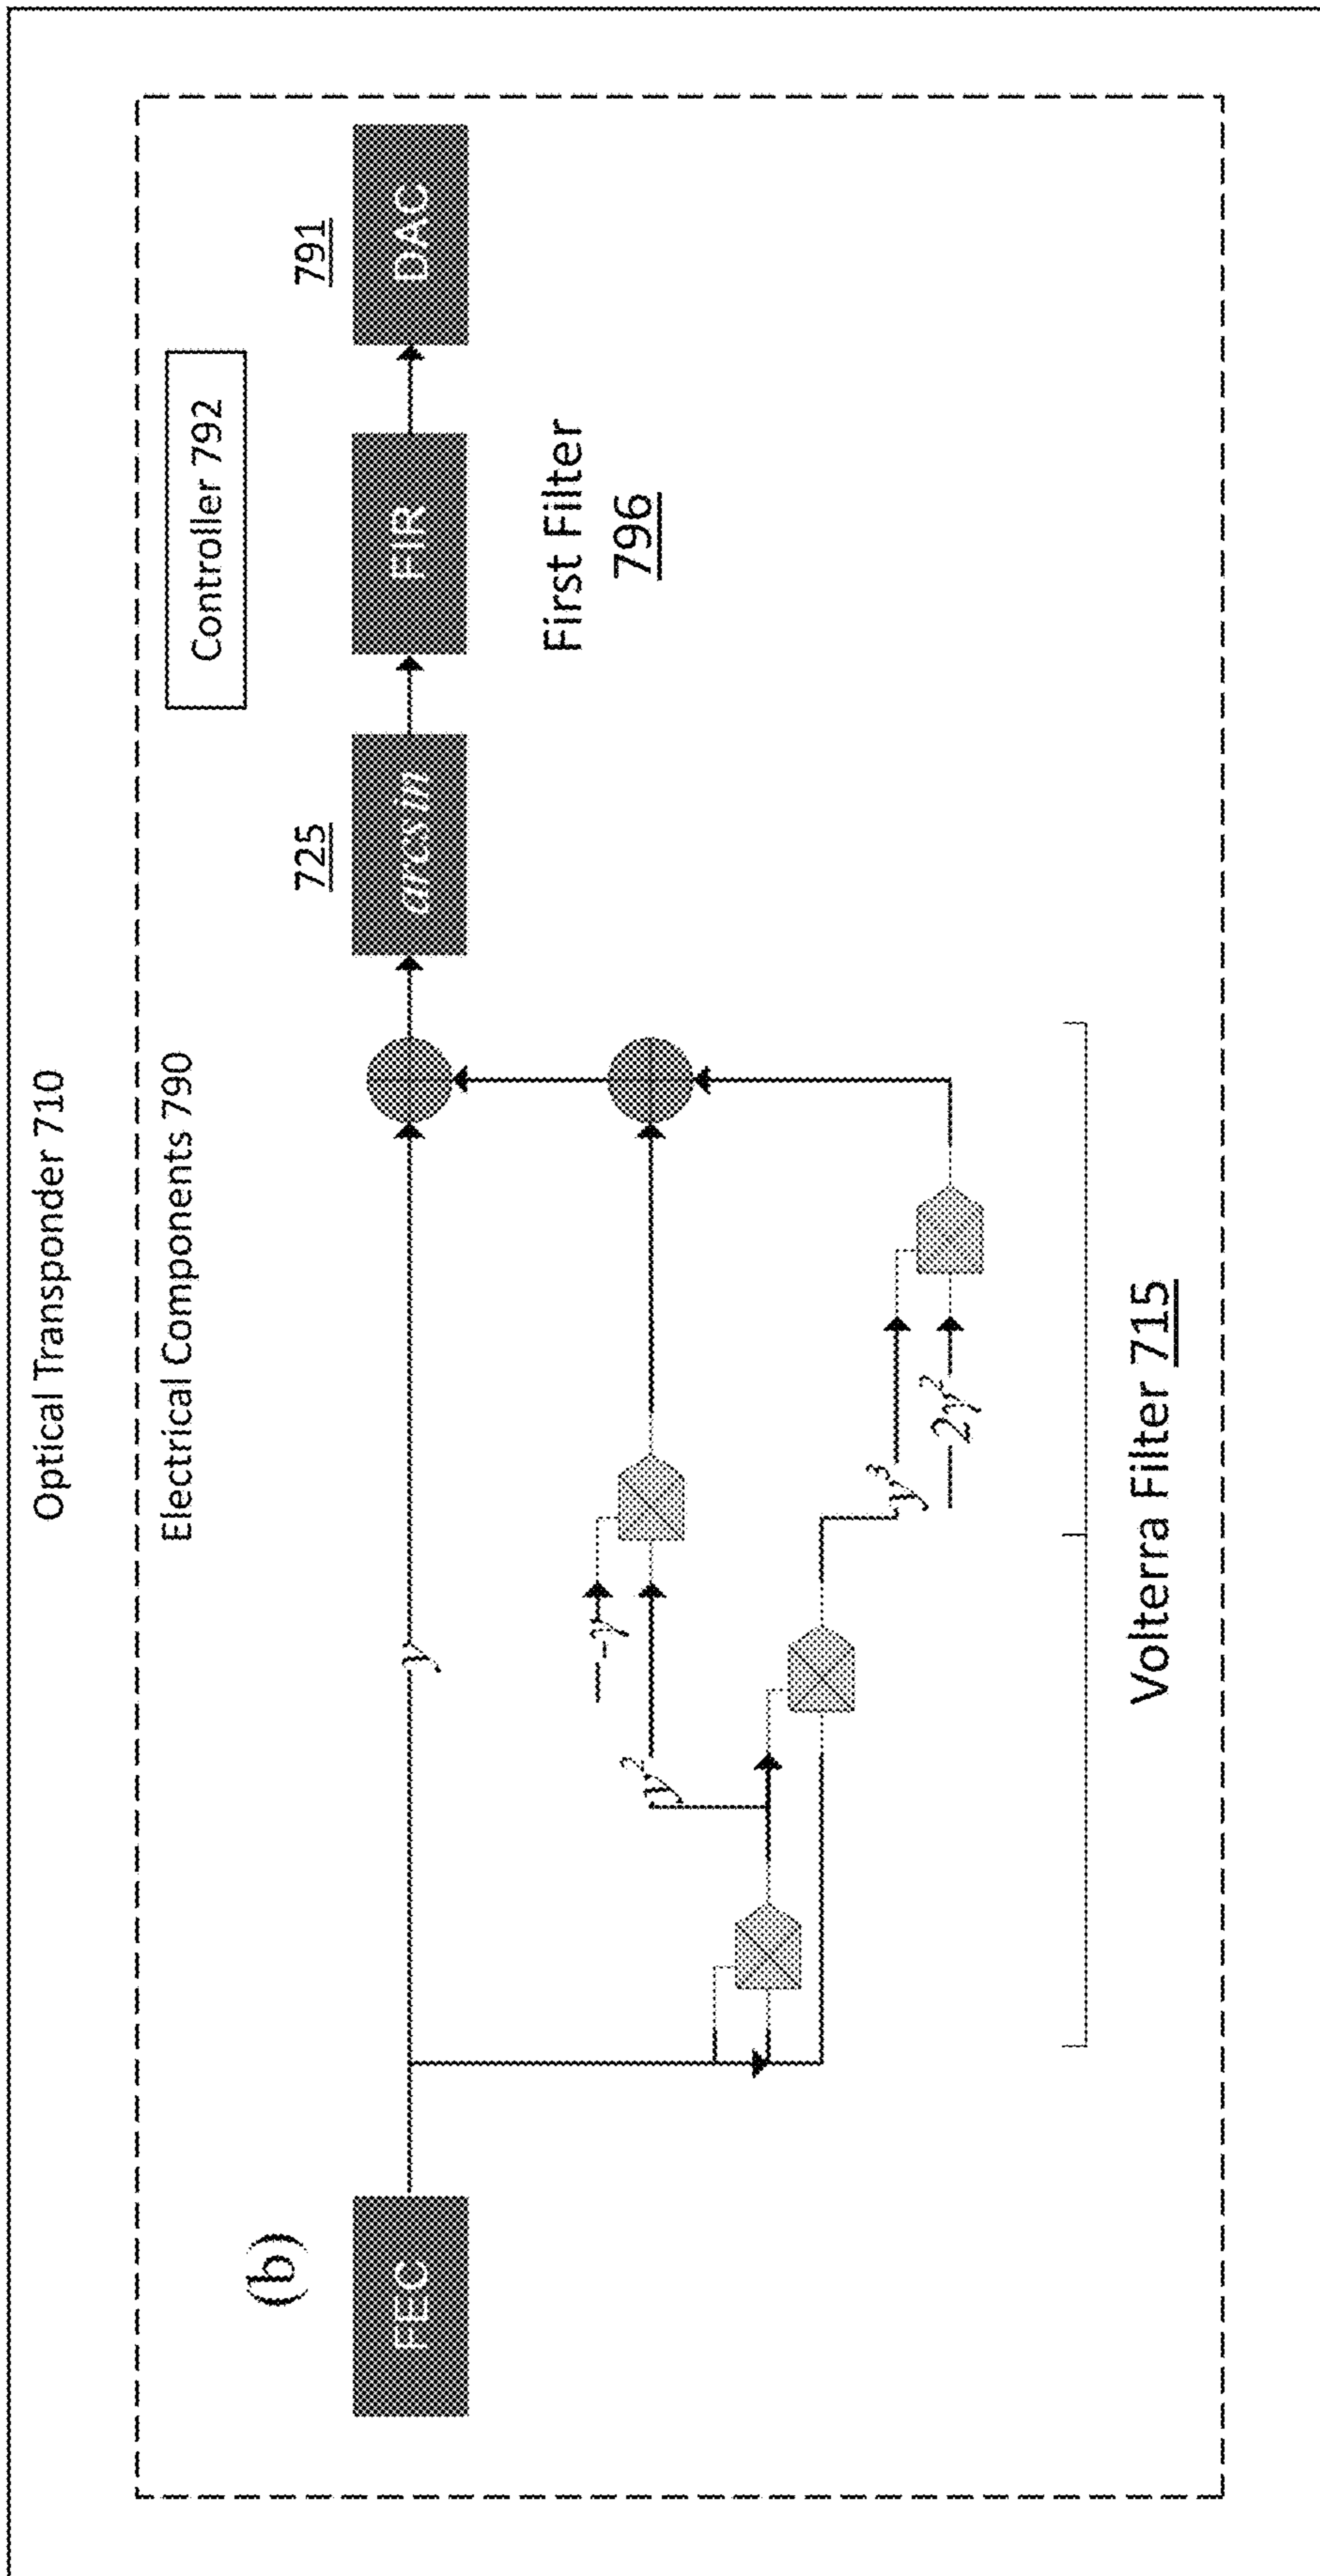 Optical Transponder 710
Electrical Components 790
Controller 792
(b)
725
791
FEC
y
arcsin
FIR
DAC
First Filter
796
-γ
y²
y³
2γ²
Volterra Filter 715